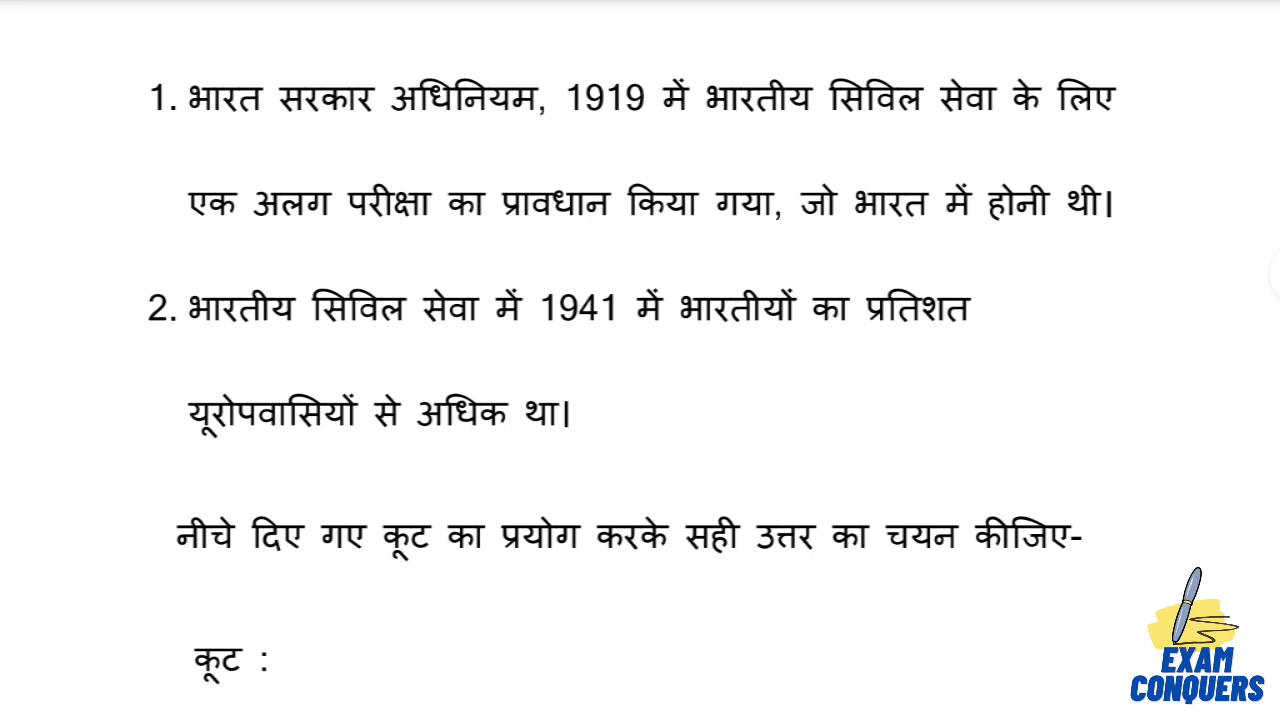 1. भारत सरकार अधिनियम, 1919 में भारतीय सिविल सेवा के लिए
एक अलग परीक्षा का प्रावधान किया गया, जो भारत में होनी थी।
2. भारतीय सिविल सेवा में 1941 में भारतीयों का प्रतिशत
यूरोपवासियों से अधिक था।
नीचे दिए गए कूट का प्रयोग करके सही उत्तर का चयन कीजिए-
कूट :
EXAM
CONQUERS